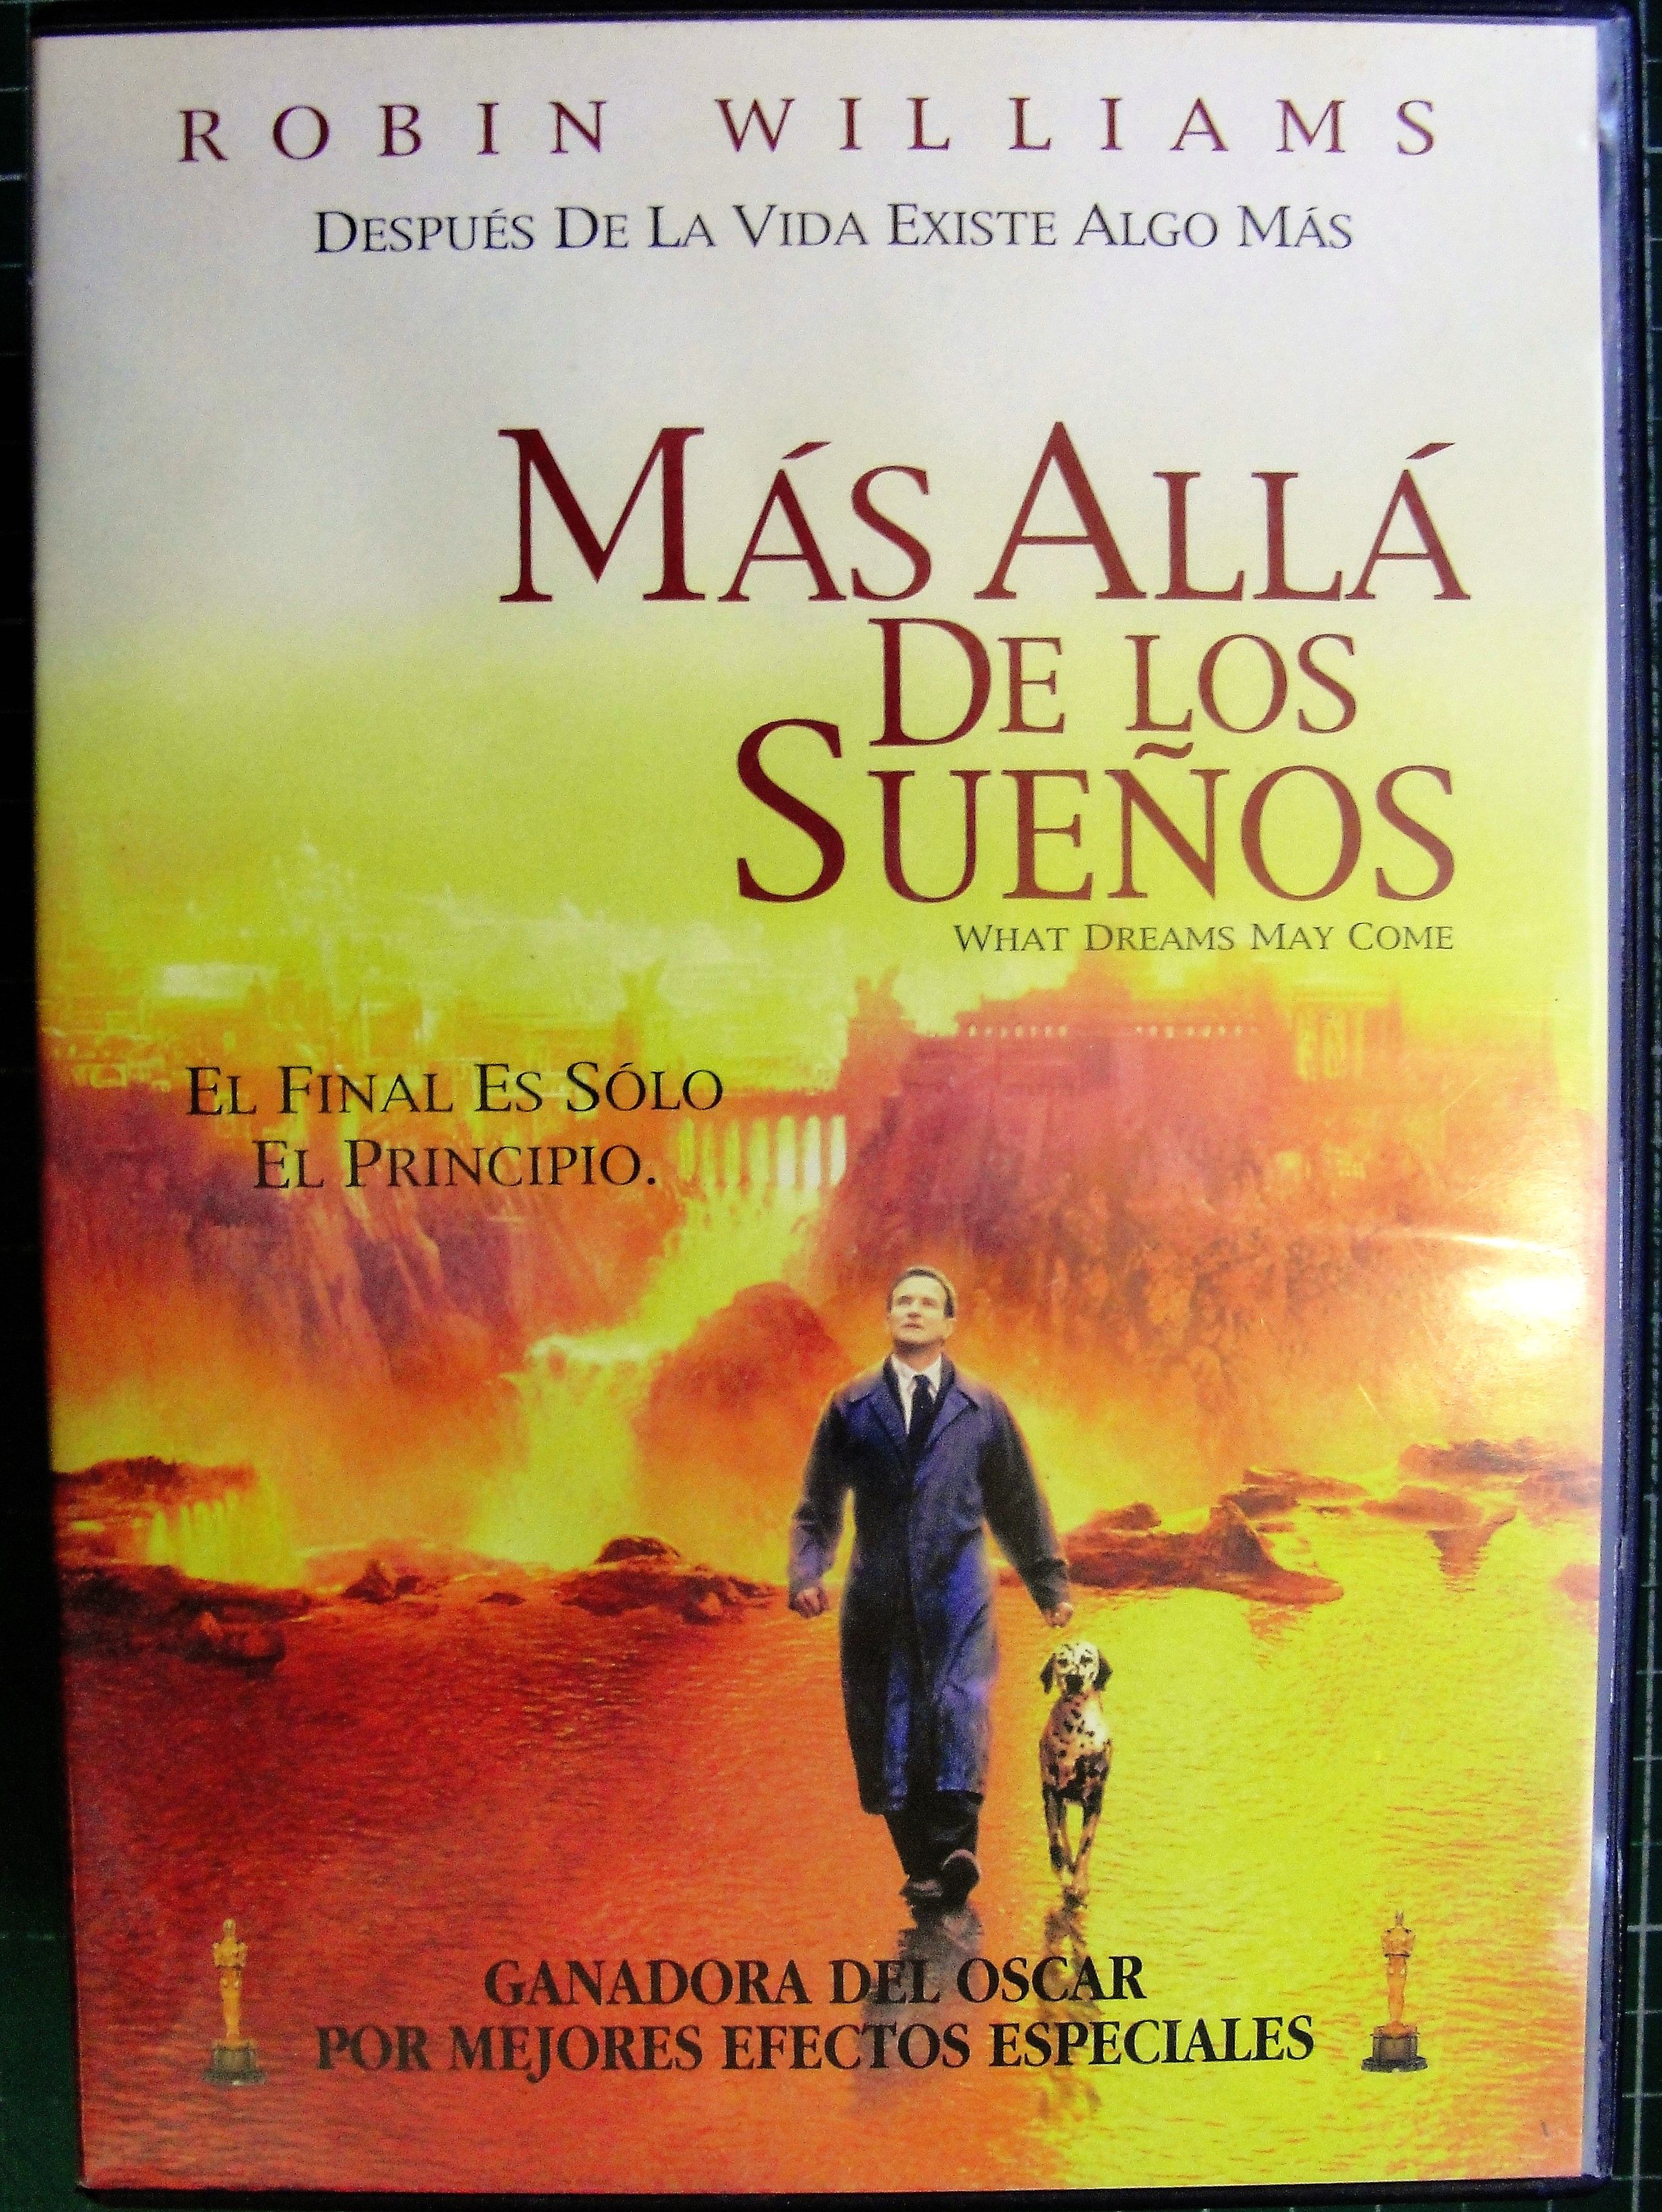 ROBIN WILLIAMS
DESPUÉS DE LA VIDA EXISTE ALGO MÁS
MÁS ALLÁ
DE LOS
SUEÑOS
WHAT DREAMS MAY COME
EL FINAL ES SÓLO
EL PRINCIPIO.
GANADORA DEL OSCAR
POR MEJORES EFECTOS ESPECIALES